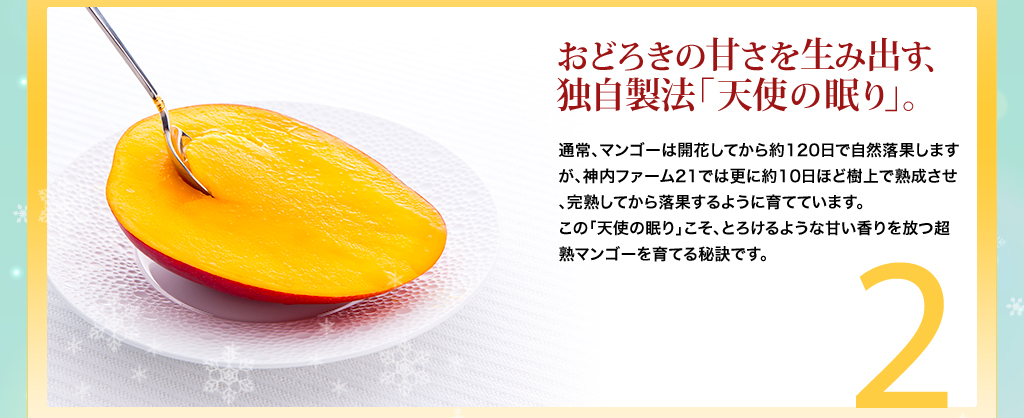 おどろきの甘さを生み出す、
独自製法「天使の眠り」。
通常、マンゴーは開花してから約120日で自然落果します
が、神内ファーム21では更に約10日ほど樹上で熟成させ
、完熟してから落果するように育てています。
この「天使の眠り」こそ、とろけるような甘い香りを放つ超
熟マンゴーを育てる秘訣です。
2